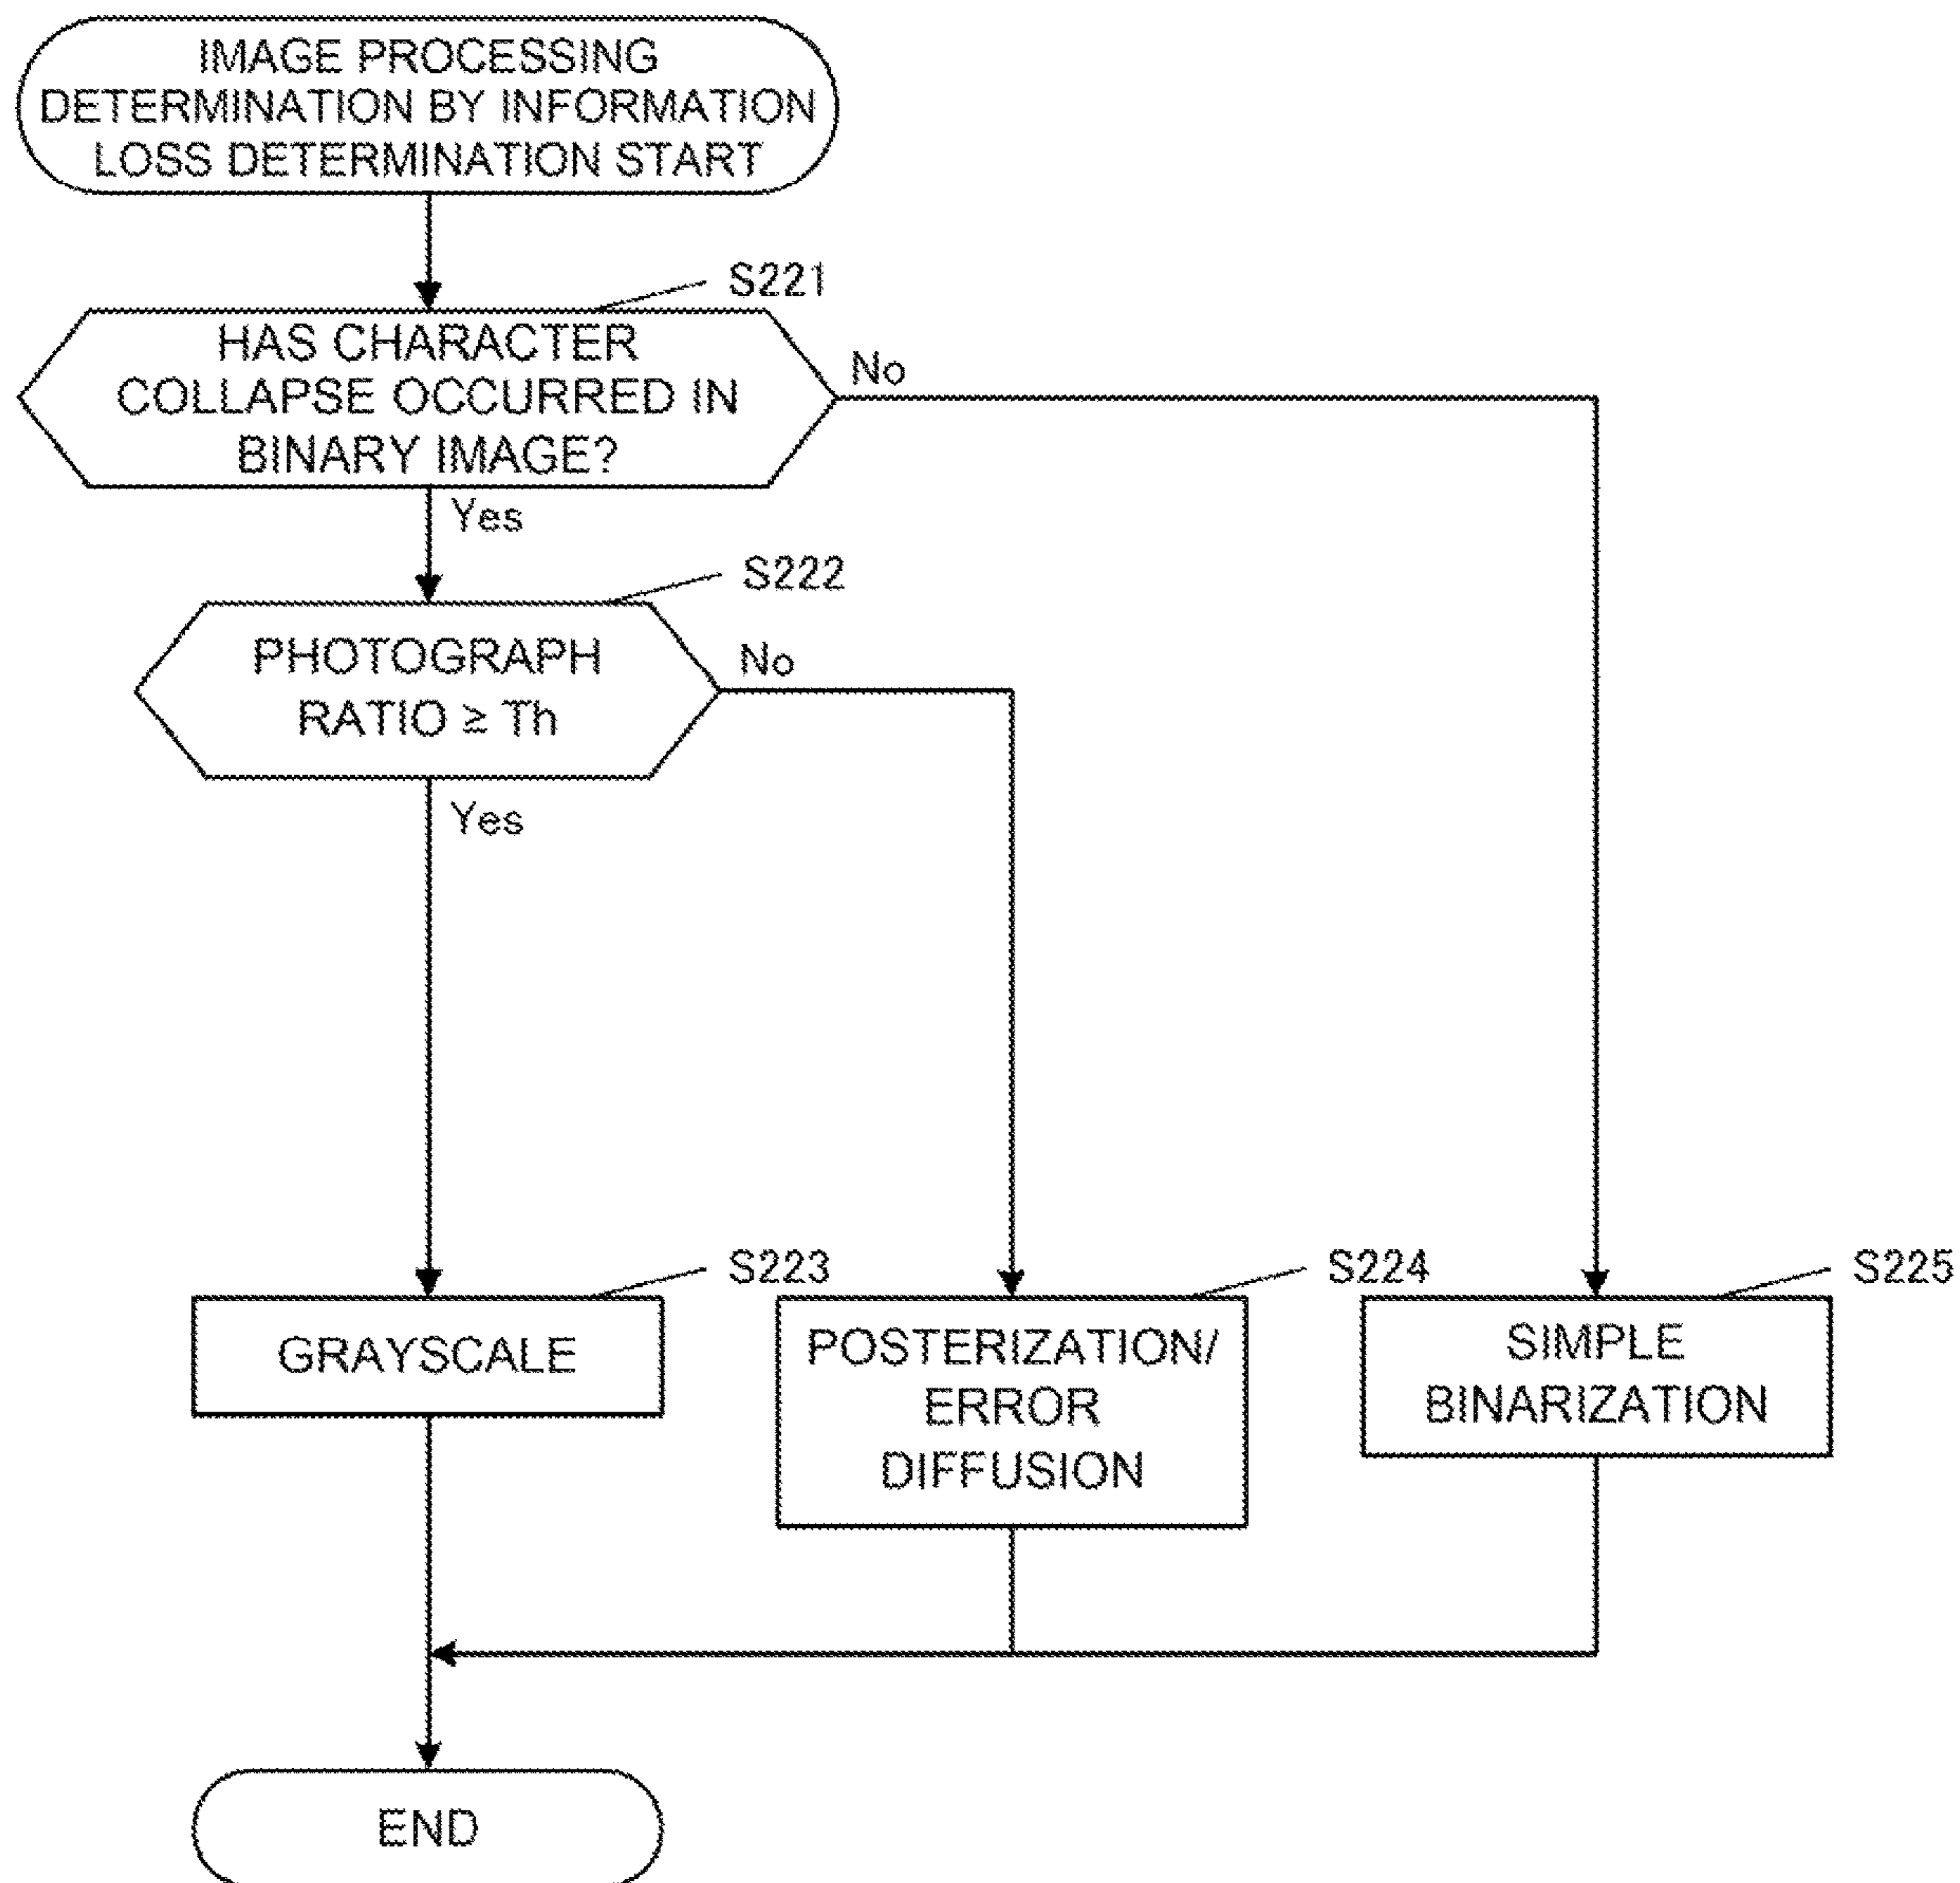 IMAGE PROCESSING
DETERMINATION BY INFORMATION
LOSS DETERMINATION START
S221
HAS CHARACTER
COLLAPSE OCCURRED IN
BINARY IMAGE?
No
Yes
S222
PHOTOGRAPH
RATIO ≧ Th
No
Yes
S223
GRAYSCALE
S224
POSTERIZATION/
ERROR
DIFFUSION
S225
SIMPLE
BINARIZATION
END